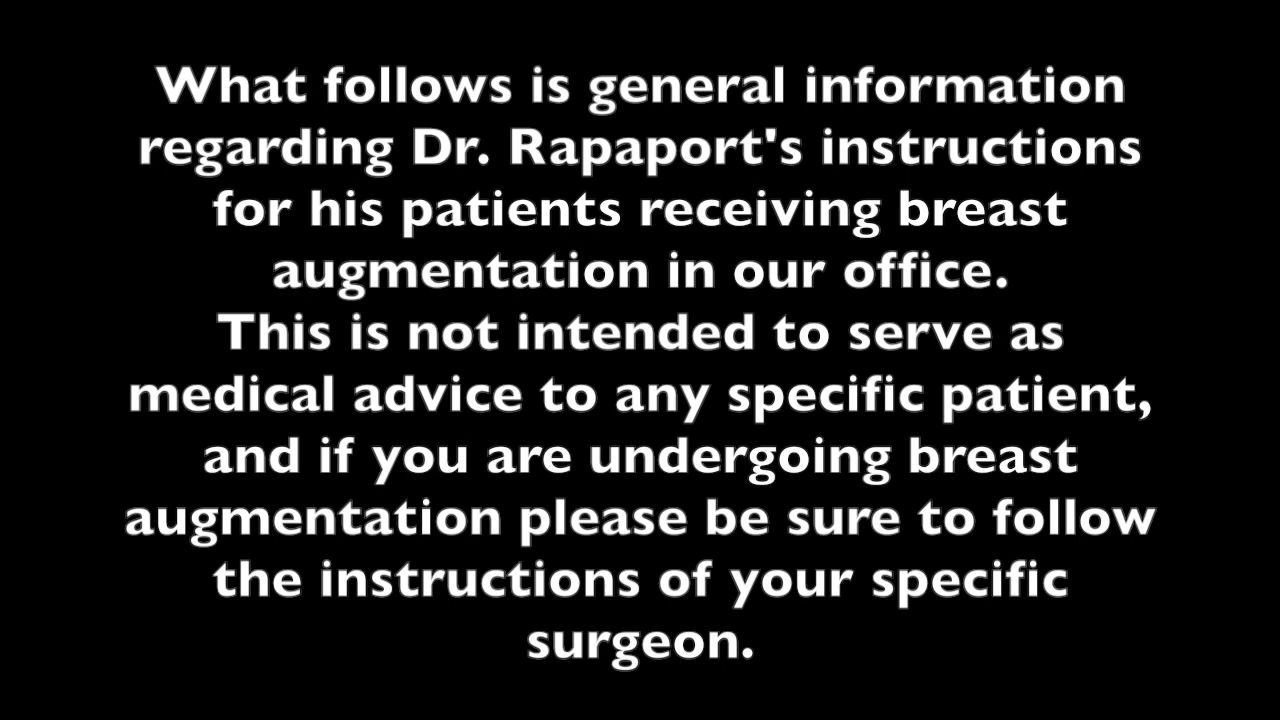 What follows is general information
regarding Dr. Rapaport's instructions
for his patients receiving breast
augmentation in our office.
This is not intended to serve as
medical advice to any specific patient,
and if you are undergoing breast
augmentation please be sure to follow
the instructions of your specific
surgeon.